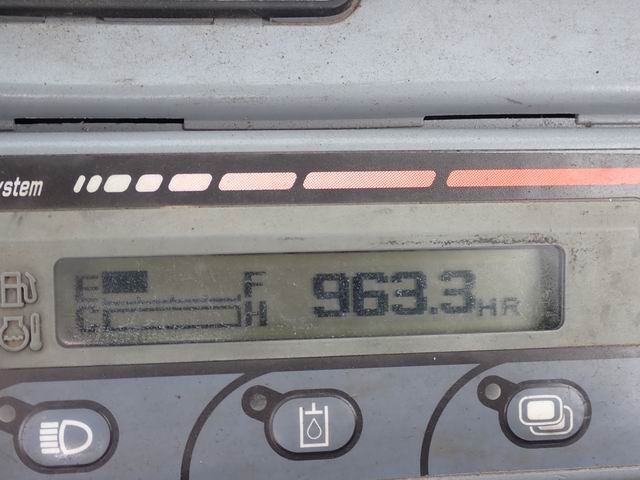 ystem
E F 963.3 HR
C H